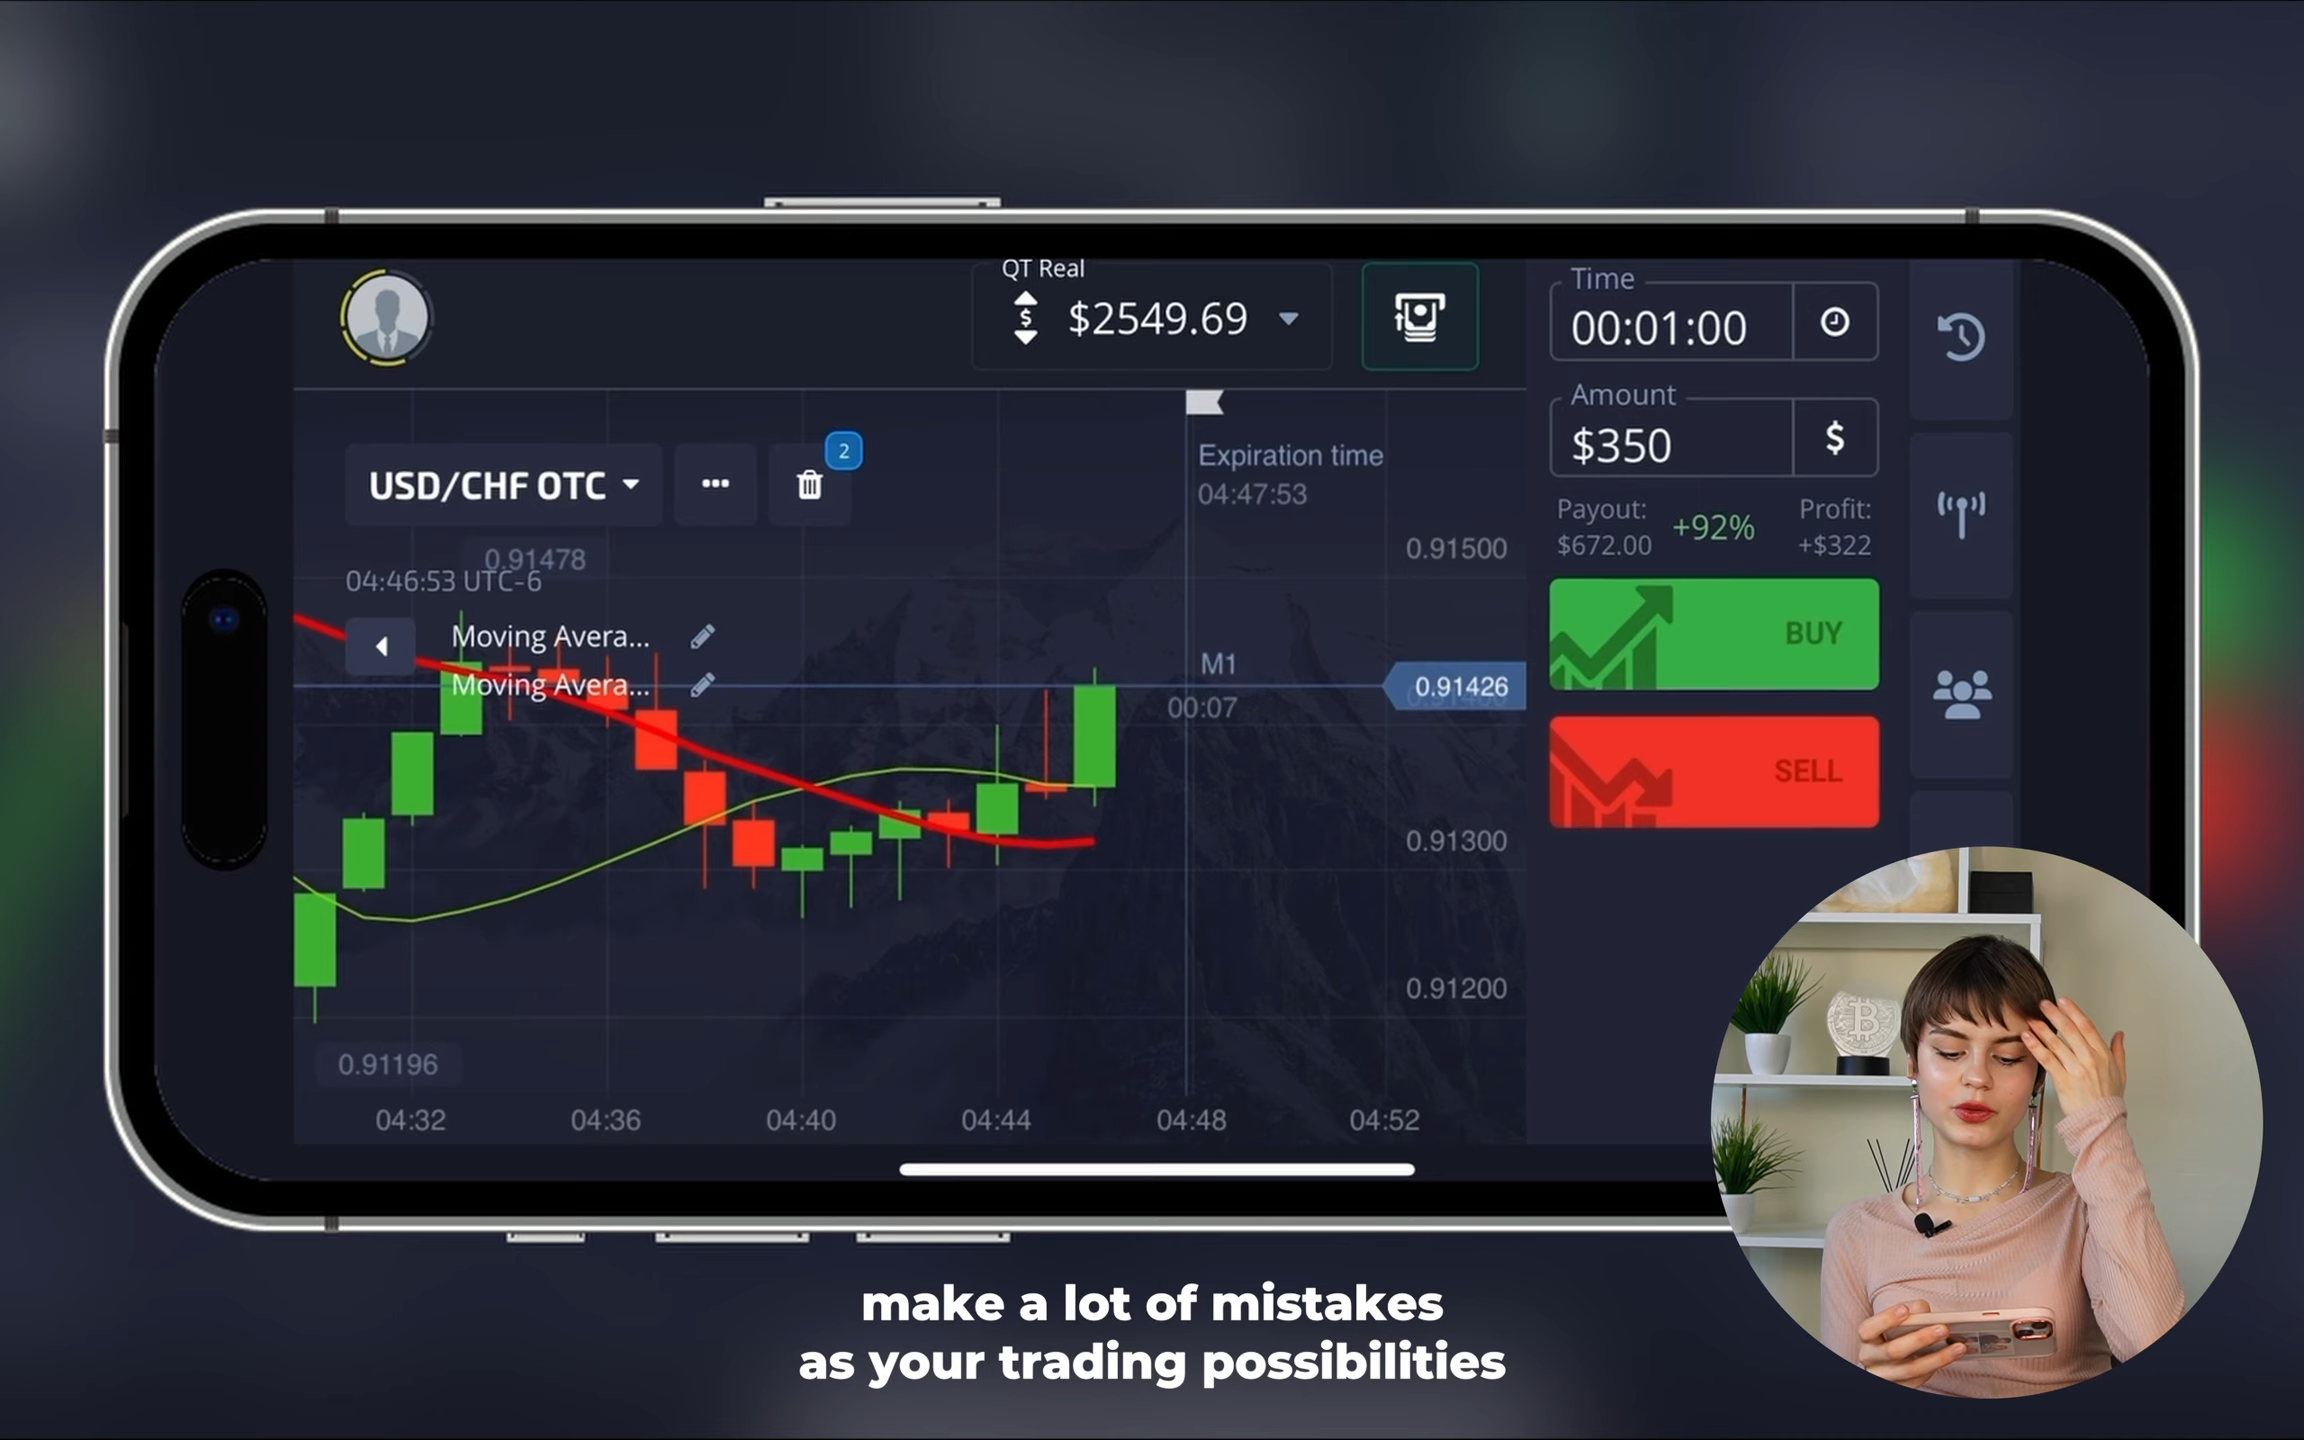 QT Real
$
$2549.69
Time
00:01:00
Amount
$350
$
Payout:
$672.00
+92%
Profit:
+$322
BUY
SELL
USD/CHF OTC
2
0.91478
04:46:53 UTC-6
Moving Avera...
Moving Avera...
Expiration time
04:47:53
M1
00:07
0.91500
0.91426
0.91300
0.91200
0.91196
04:32
04:36
04:40
04:44
04:48
04:52
make a lot of mistakes
as your trading possibilities